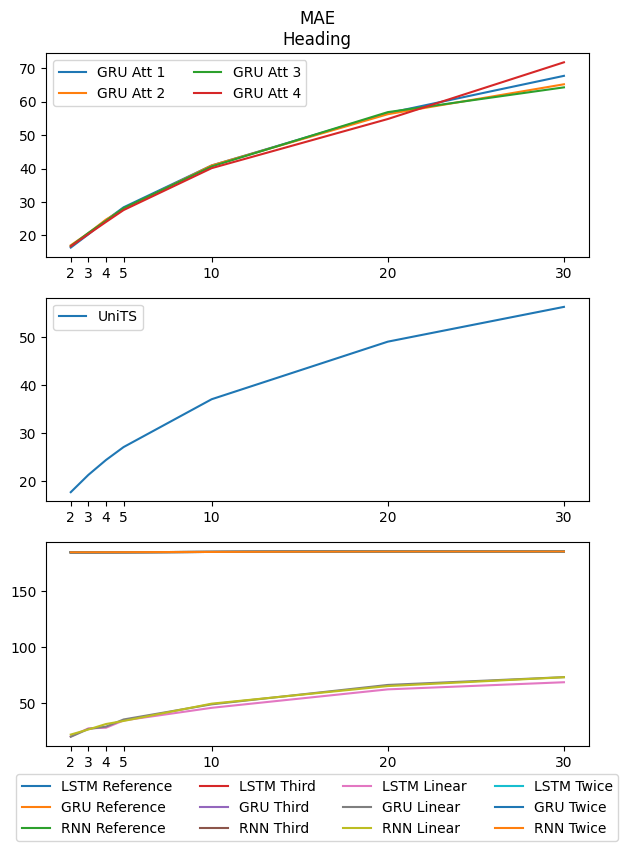 MAE
Heading
GRU Att 1 GRU Att 3
GRU Att 2 GRU Att 4
70
60
50
40
30
20
2 3 4 5 10 20 30
UniTS
50
40
30
20
2 3 4 5 10 20 30
150
100
50
2 3 4 5 10 20 30
LSTM Reference LSTM Third LSTM Linear LSTM Twice
GRU Reference GRU Third GRU Linear GRU Twice
RNN Reference RNN Third RNN Linear RNN Twice